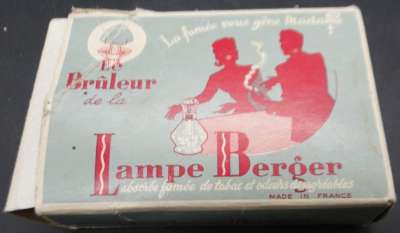 La fumée vous gêne Madame ?
Le
Brûleur
de la
Lampe Berger
absorbe fumée de tabac et odeurs désagréables
MADE IN FRANCE